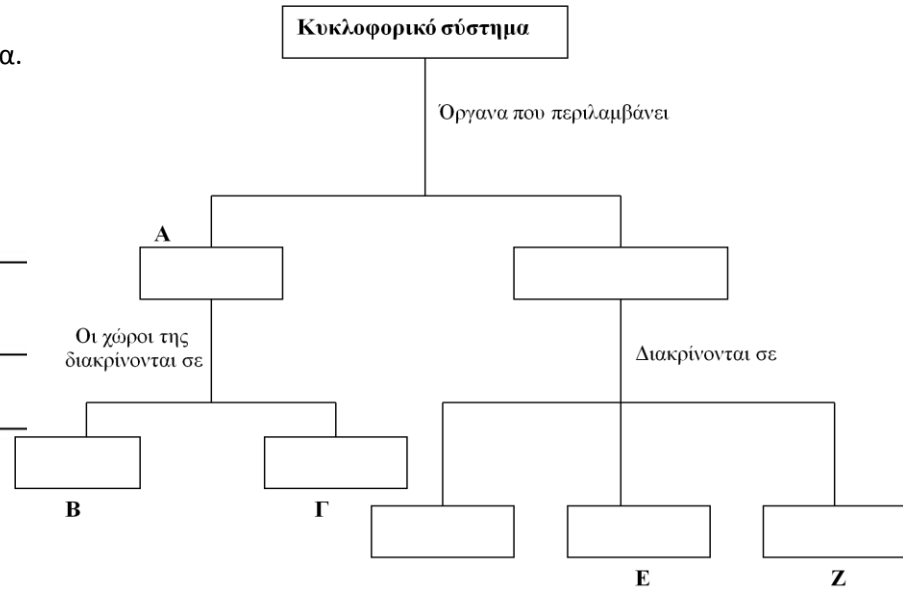 Κυκλοφορικό σύστημα
α.
Όργανα που περιλαμβάνει
Α
Οι χώροι της
διακρίνονται σε
Διακρίνονται σε
Β
Γ
Ε
Ζ